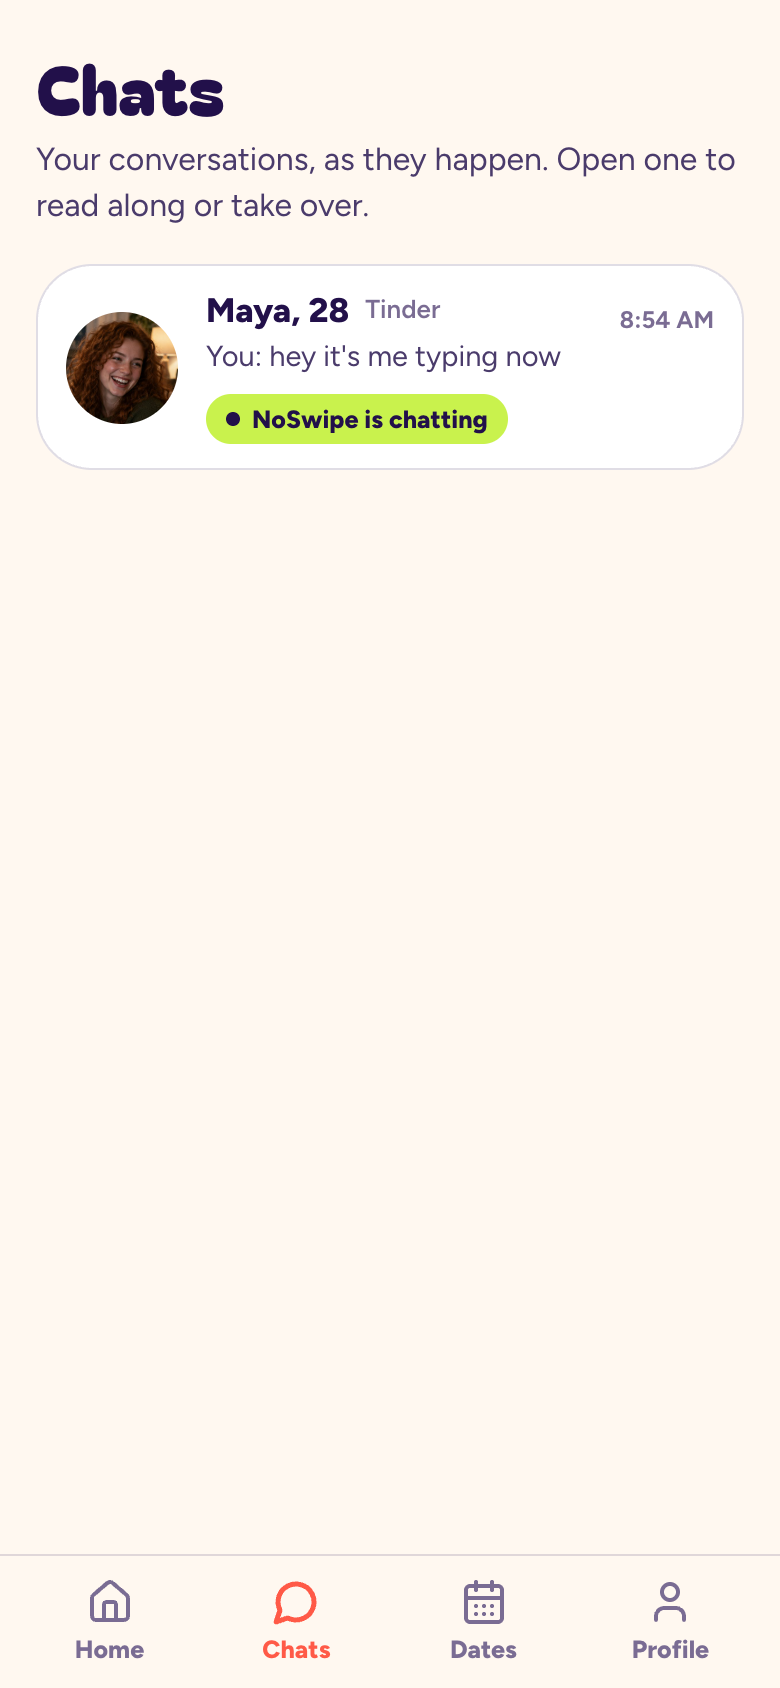 Chats
Your conversations, as they happen. Open one to
read along or take over.
Maya, 28 Tinder
8:54 AM
You: hey it's me typing now
NoSwipe is chatting
Home
Chats
Dates
Profile